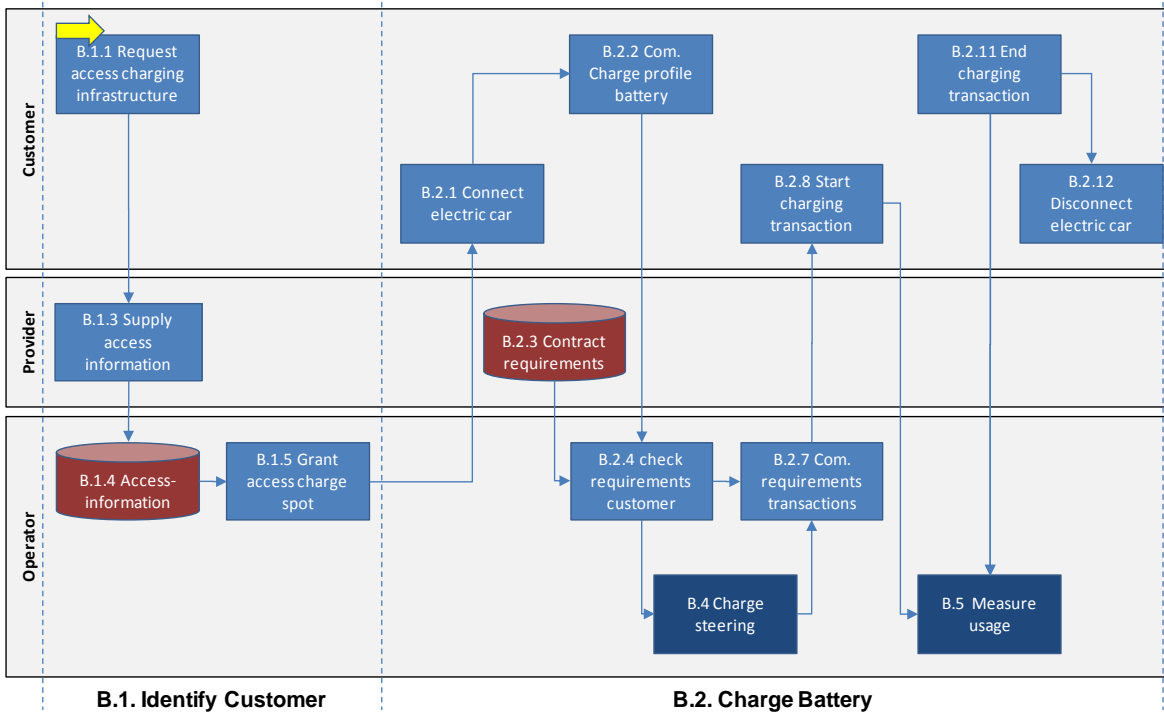 Customer
B.1.1 Request
access charging
infrastructure
B.2.2 Com.
Charge profile
battery
B.2.11 End
charging
transaction
B.2.1 Connect
electric car
B.2.8 Start
charging
transaction
B.2.12
Disconnect
electric car
Provider
B.1.3 Supply
access
information
B.2.3 Contract
requirements
Operator
B.1.4 Access-
information
B.1.5 Grant
access charge
spot
B.2.4 check
requirements
customer
B.2.7 Com.
requirements
transactions
B.4 Charge
steering
B.5 Measure
usage
B.1. Identify Customer
B.2. Charge Battery